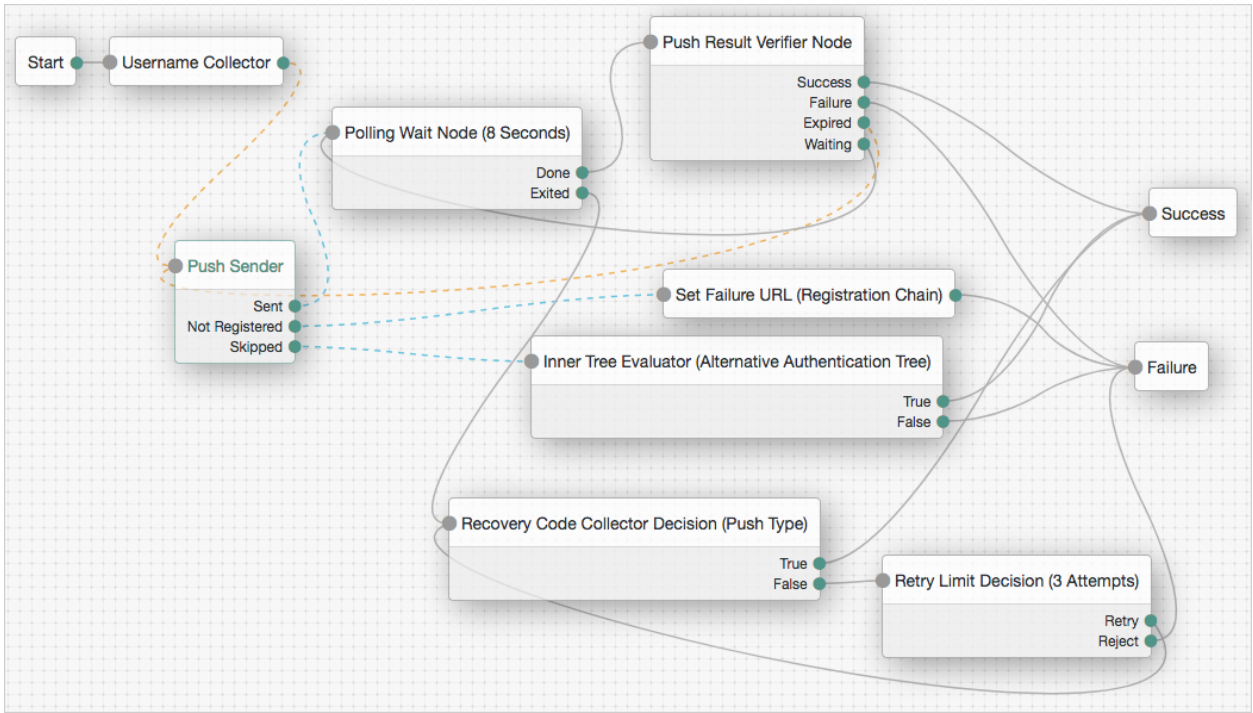 Start
Username Collector
Push Result Verifier Node
Success
Failure
Expired
Waiting
Polling Wait Node (8 Seconds)
Done
Exited
Success
Push Sender
Sent
Not Registered
Skipped
Set Failure URL (Registration Chain)
Inner Tree Evaluator (Alternative Authentication Tree)
True
False
Failure
Recovery Code Collector Decision (Push Type)
True
False
Retry Limit Decision (3 Attempts)
Retry
Reject